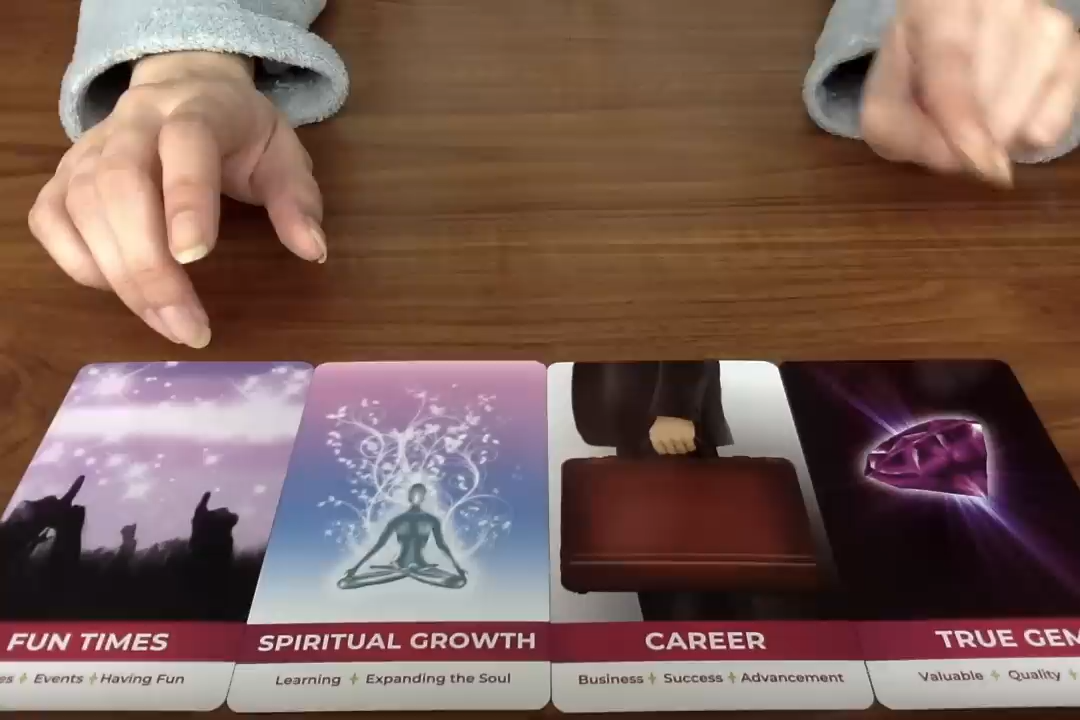 FUN TIMES
Events + Having Fun
SPIRITUAL GROWTH
Learning + Expanding the Soul
CAREER
Business + Success + Advancement
TRUE GEM
Valuable + Quality +